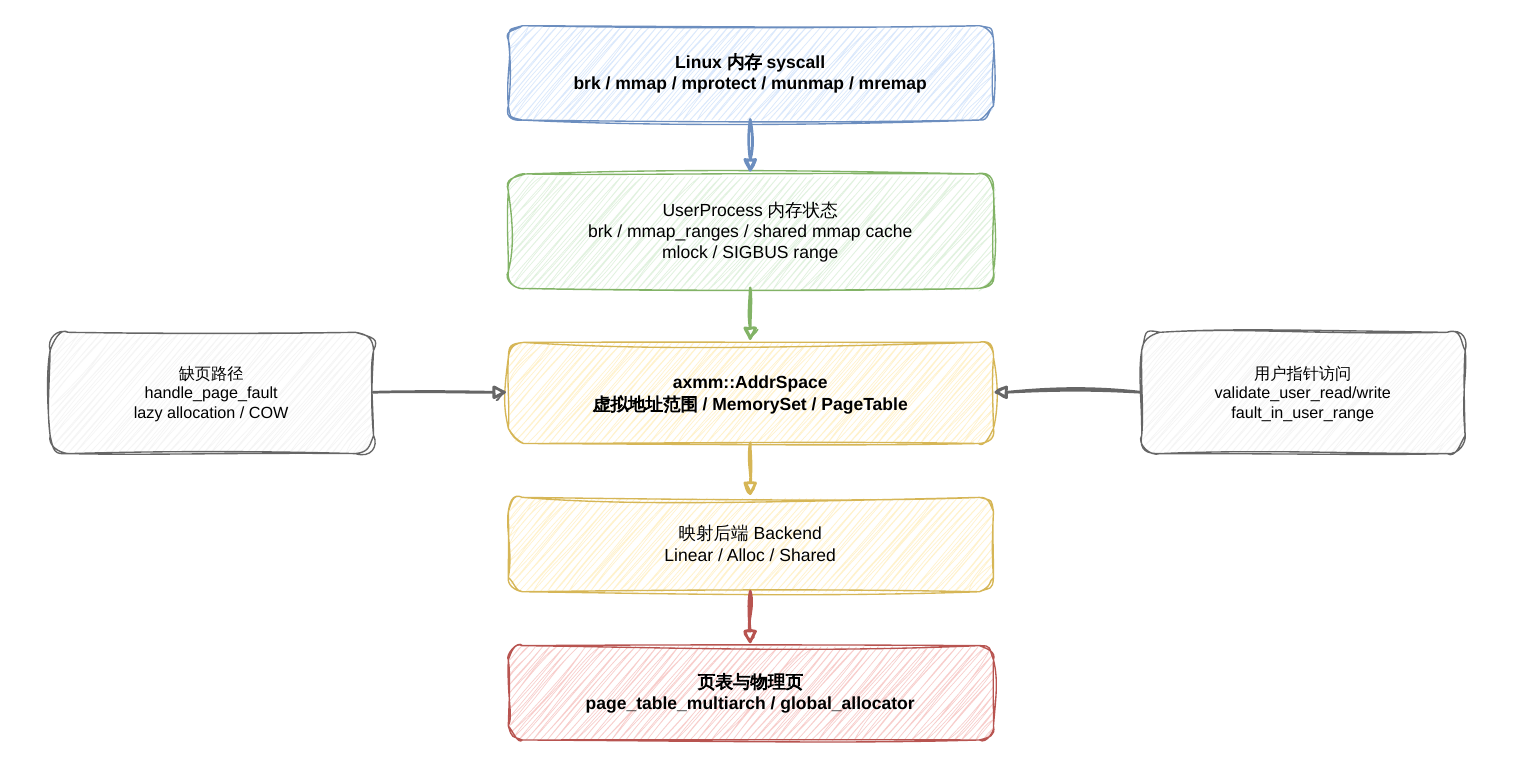 Linux 内存 syscall
brk / mmap / mprotect / munmap / mremap
UserProcess 内存状态
brk / mmap_ranges / shared mmap cache
mlock / SIGBUS range
缺页路径
handle_page_fault
lazy allocation / COW
axmm::AddrSpace
虚拟地址范围 / MemorySet / PageTable
用户指针访问
validate_user_read/write
fault_in_user_range
映射后端 Backend
Linear / Alloc / Shared
页表与物理页
page_table_multiarch / global_allocator